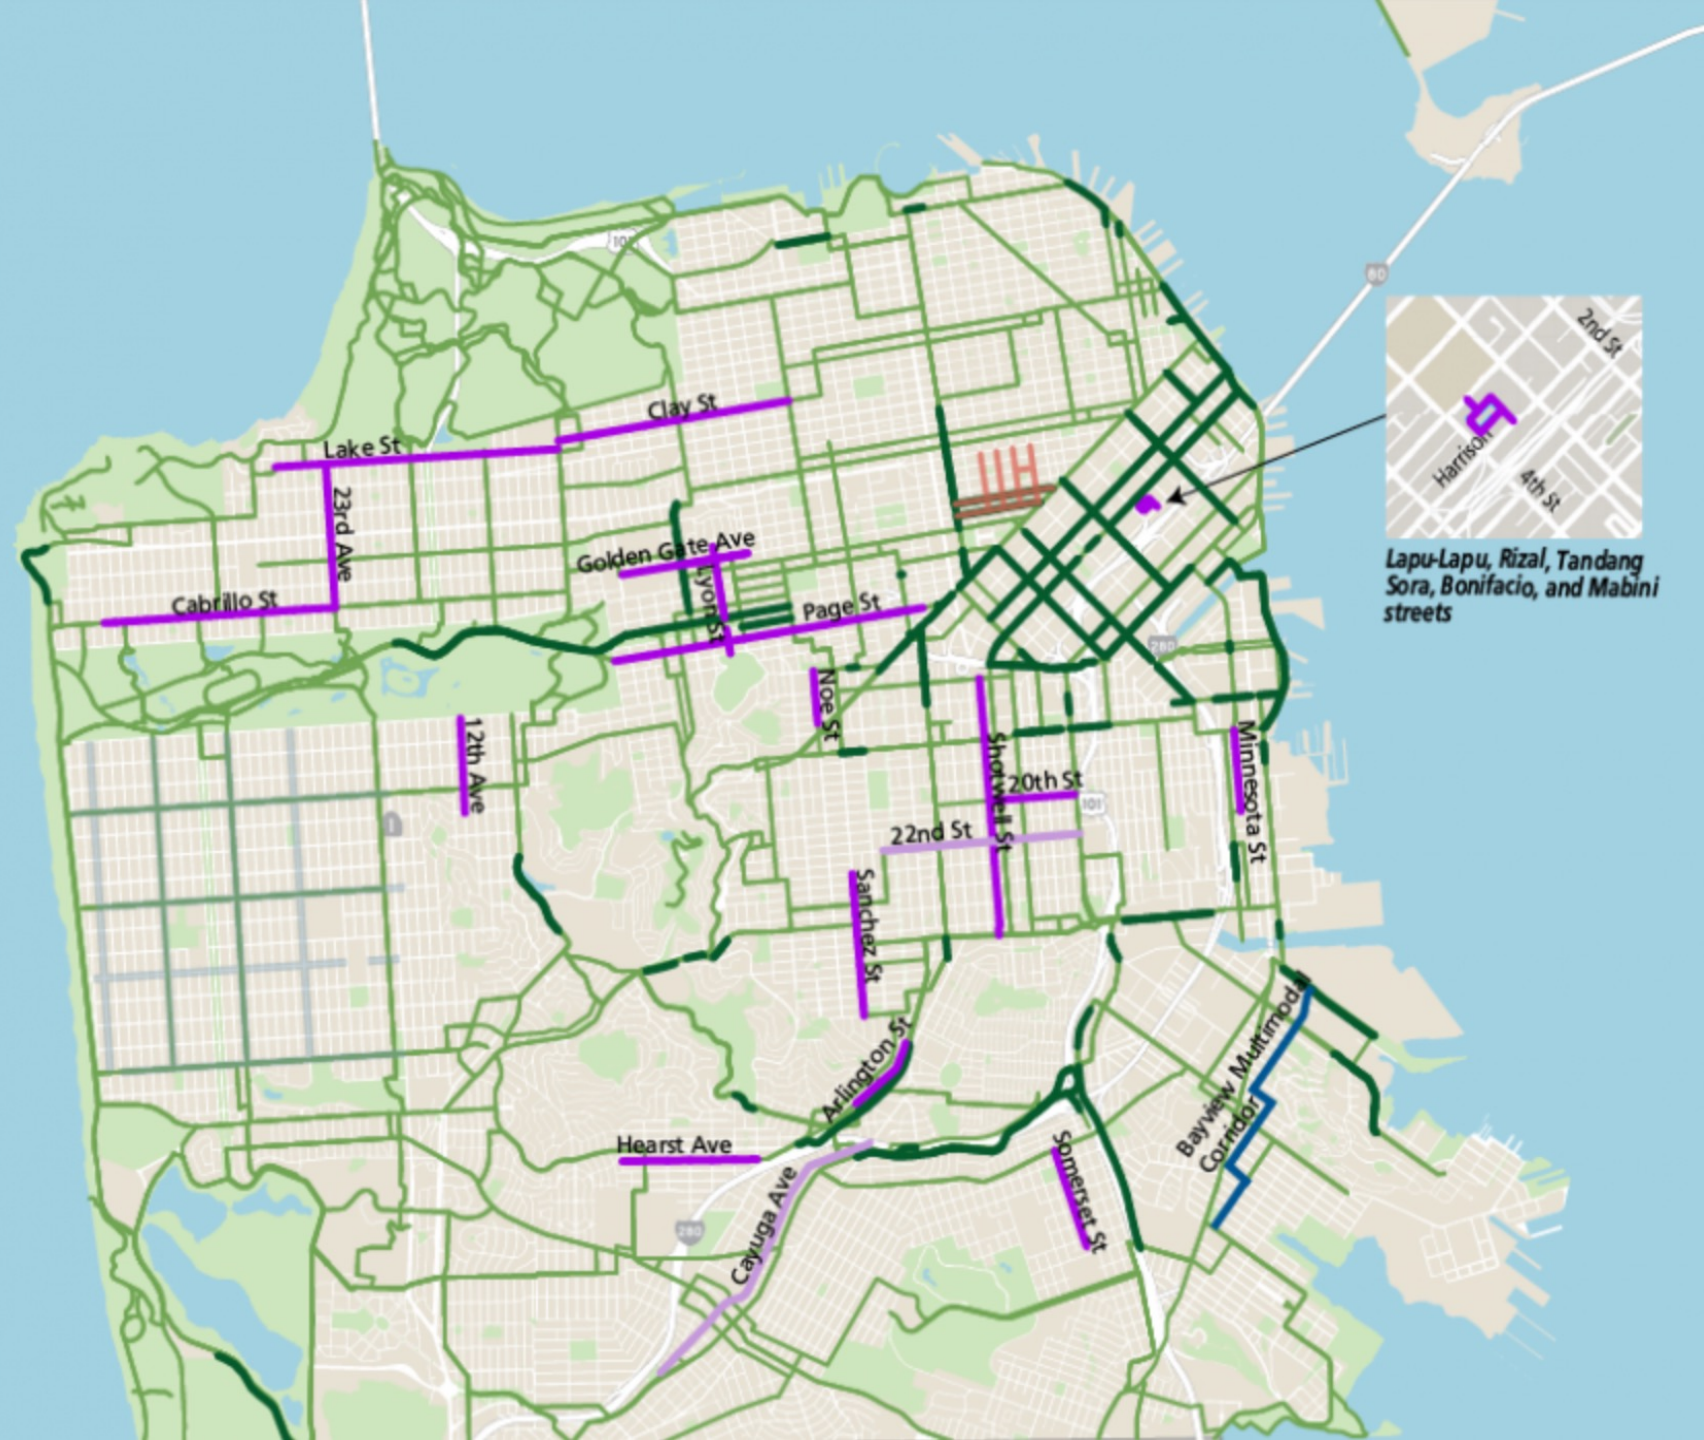 101
80
2nd St
Harrison
4th St
Lapu-Lapu, Rizal, Tandang
Sora, Bonifacio, and Mabini
streets
Clay St
Lake St
23rd Ave
Golden Gate Ave
Lyon St
Cabrillo St
Page St
280
Noe St
12th Ave
Shotwell St
Minnesota St
20th St
101
1
22nd St
Sanchez St
Arlington St
Bayview Multimodal
Corridor
Hearst Ave
Somerset St
Cayuga Ave
280